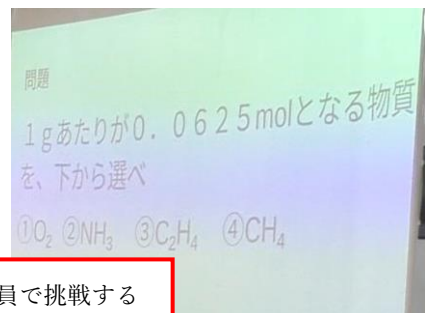 問題
1gあたりが0.0625molとなる物質
を、下から選べ
①O₂ ②NH₃ ③C₂H₄ ④CH₄
員で挑戦する